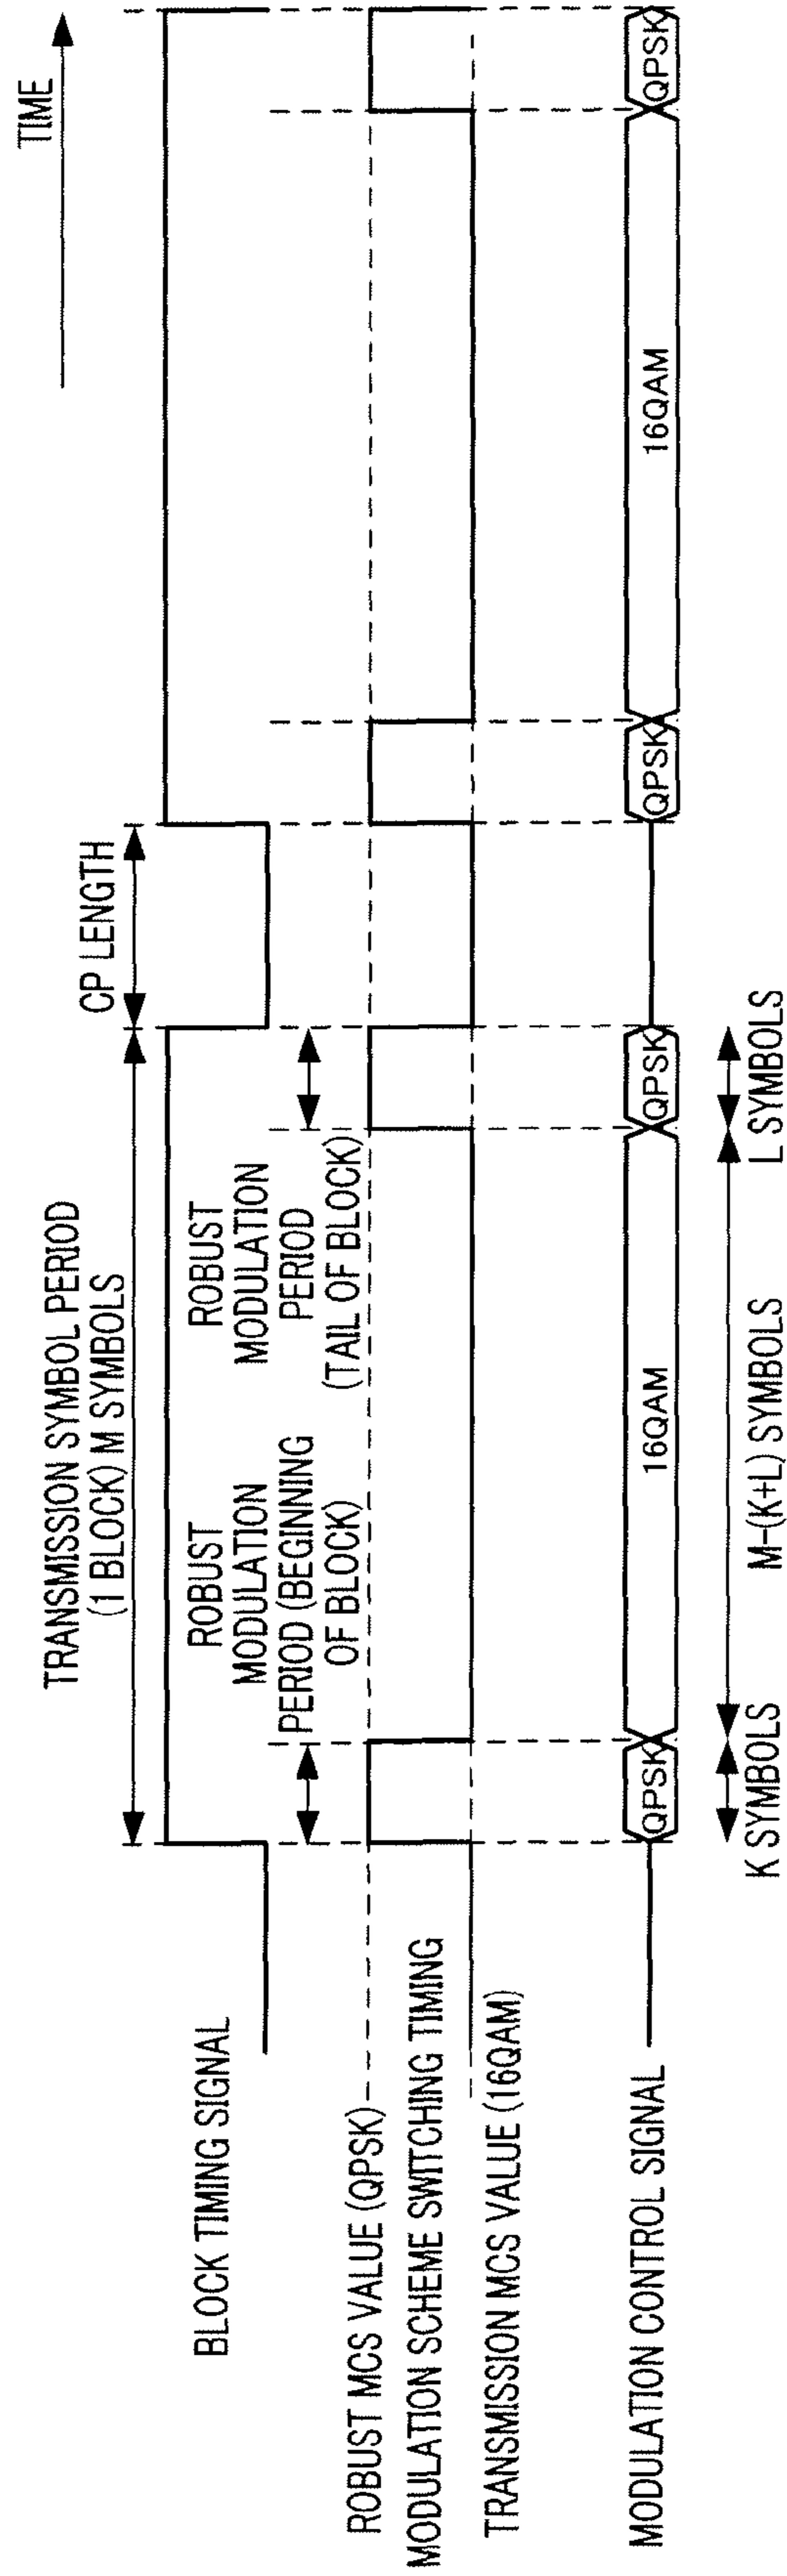 TIME
TRANSMISSION SYMBOL PERIOD
(1 BLOCK) M SYMBOLS
CP LENGTH
BLOCK TIMING SIGNAL
ROBUST
MODULATION
PERIOD (BEGINNING
OF BLOCK)
ROBUST
MODULATION
PERIOD
(TAIL OF BLOCK)
ROBUST MCS VALUE (QPSK)
MODULATION SCHEME SWITCHING TIMING
TRANSMISSION MCS VALUE (16QAM)
MODULATION CONTROL SIGNAL
QPSK
16QAM
QPSK
QPSK
16QAM
QPSK
K SYMBOLS
M-(K+L) SYMBOLS
L SYMBOLS